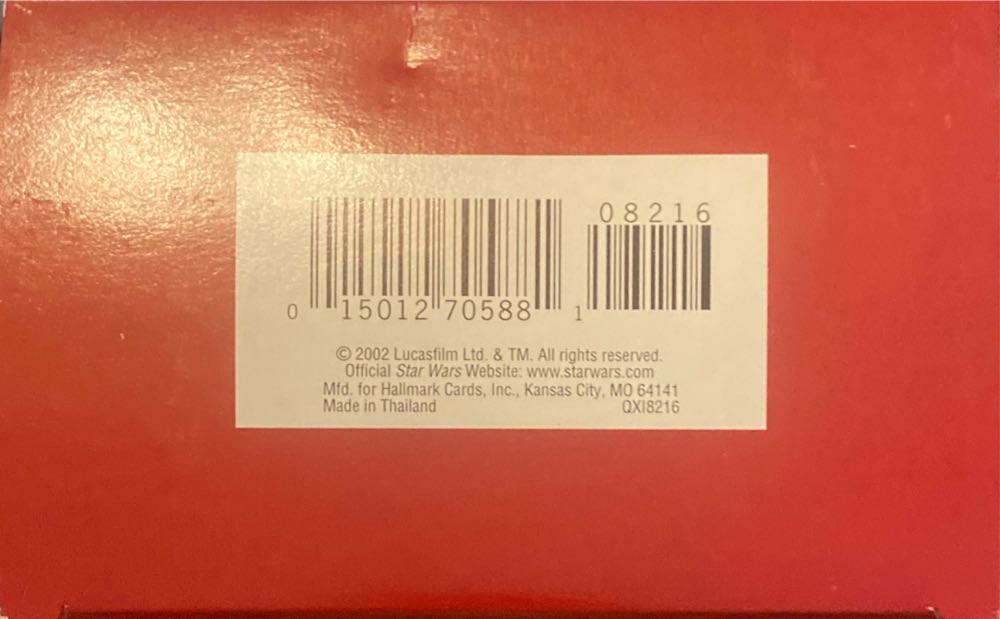 08216
0 15012 70588 1
© 2002 Lucasfilm Ltd. & TM. All rights reserved.
Official Star Wars Website: www.starwars.com
Mfd. for Hallmark Cards, Inc., Kansas City, MO 64141
Made in Thailand QXI8216